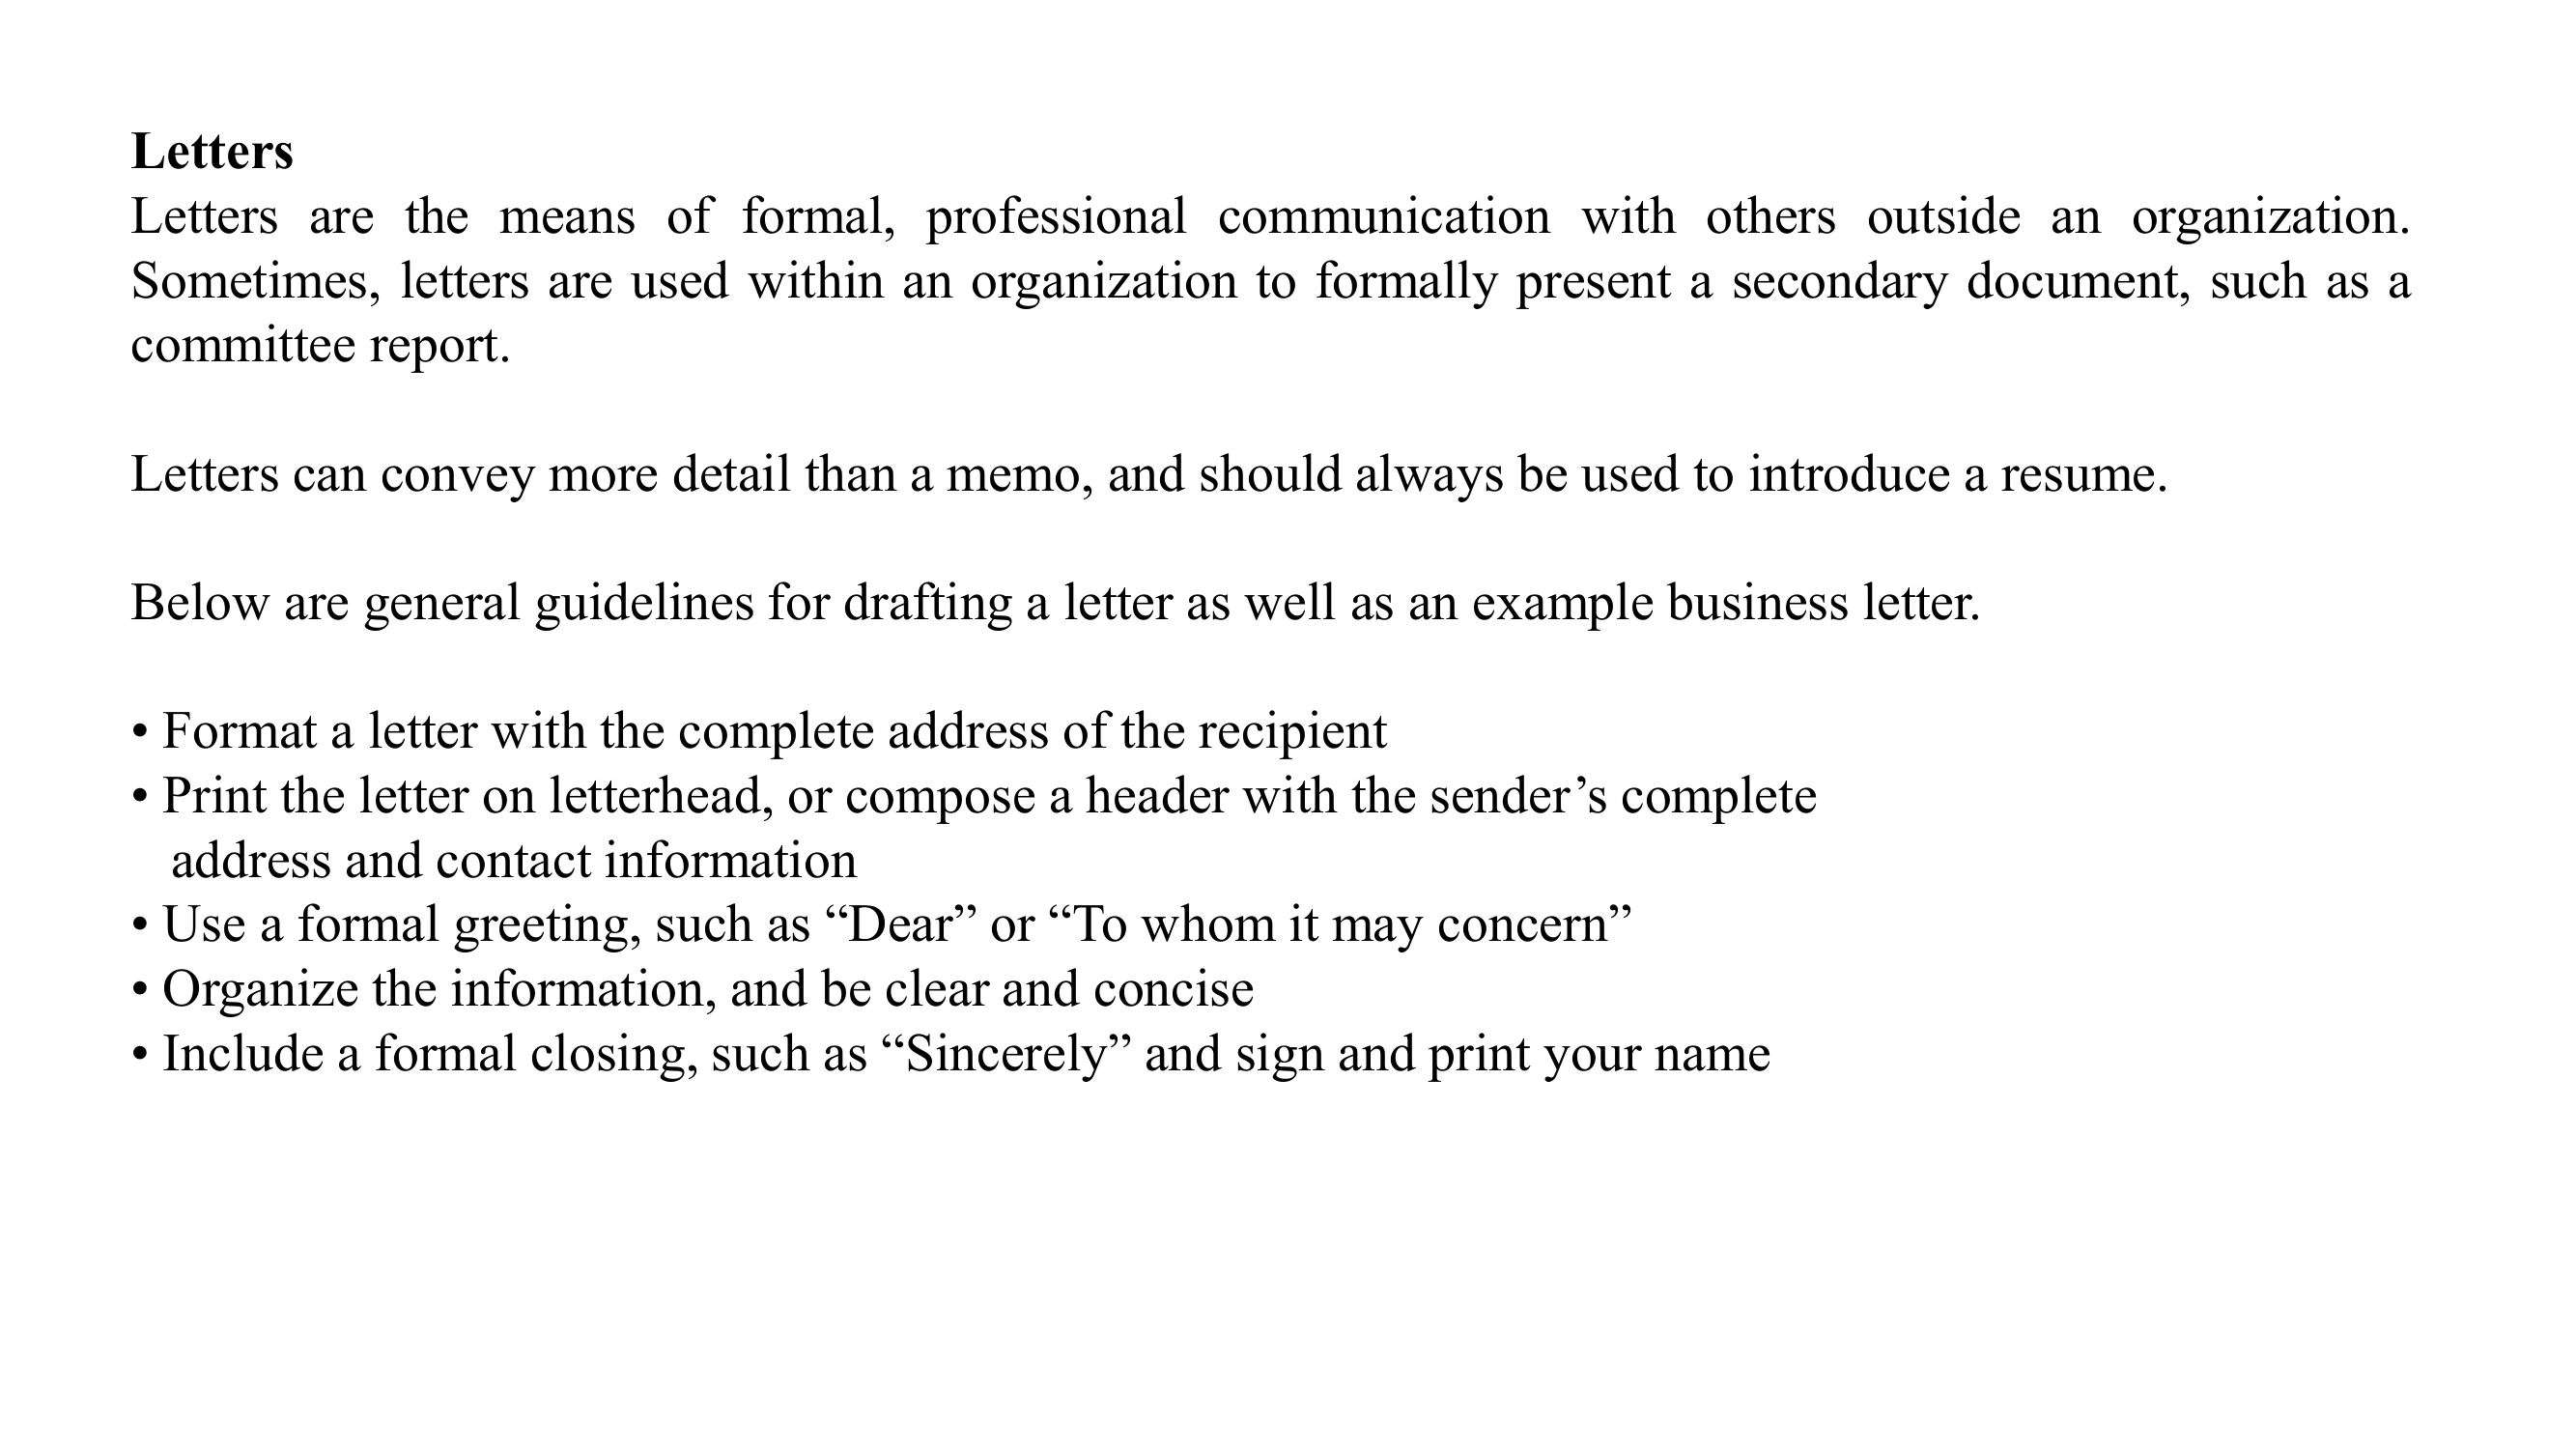 Letters
Letters are the means of formal, professional communication with others outside an organization.
Sometimes, letters are used within an organization to formally present a secondary document, such as a
committee report.
Letters can convey more detail than a memo, and should always be used to introduce a resume.
Below are general guidelines for drafting a letter as well as an example business letter.
• Format a letter with the complete address of the recipient
• Print the letter on letterhead, or compose a header with the sender’s complete
address and contact information
• Use a formal greeting, such as “Dear” or “To whom it may concern”
• Organize the information, and be clear and concise
• Include a formal closing, such as “Sincerely” and sign and print your name